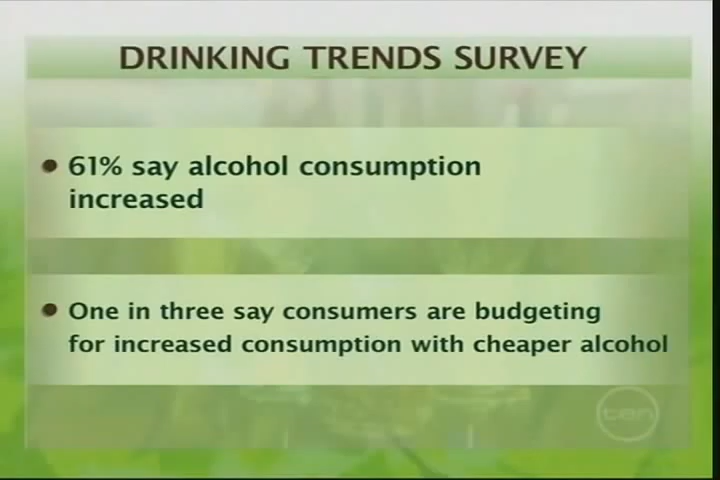 DRINKING TRENDS SURVEY
• 61% say alcohol consumption
increased
• One in three say consumers are budgeting
for increased consumption with cheaper alcohol
ten